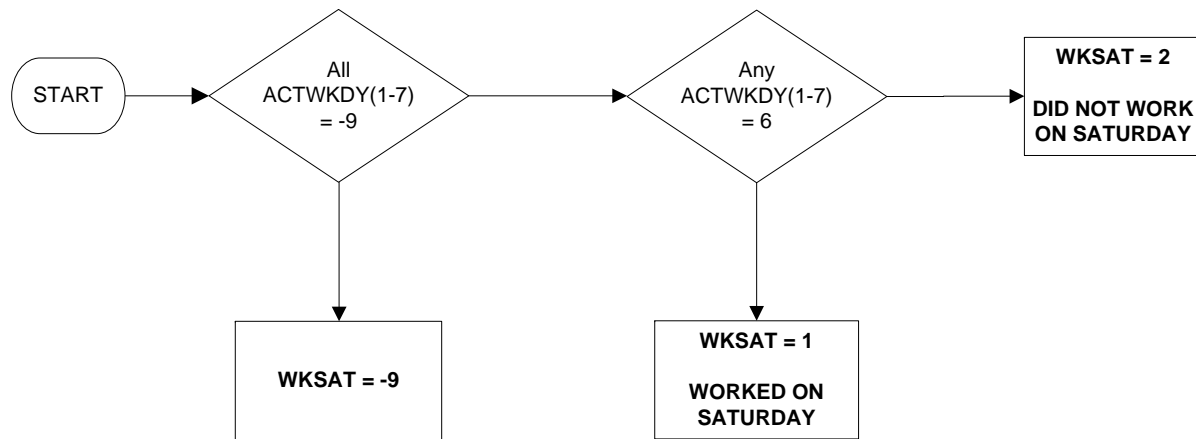 START
All
ACTWKDY(1-7)
= -9
Any
ACTWKDY(1-7)
= 6
WKSAT = 2
DID NOT WORK
ON SATURDAY
WKSAT = -9
WKSAT = 1
WORKED ON
SATURDAY